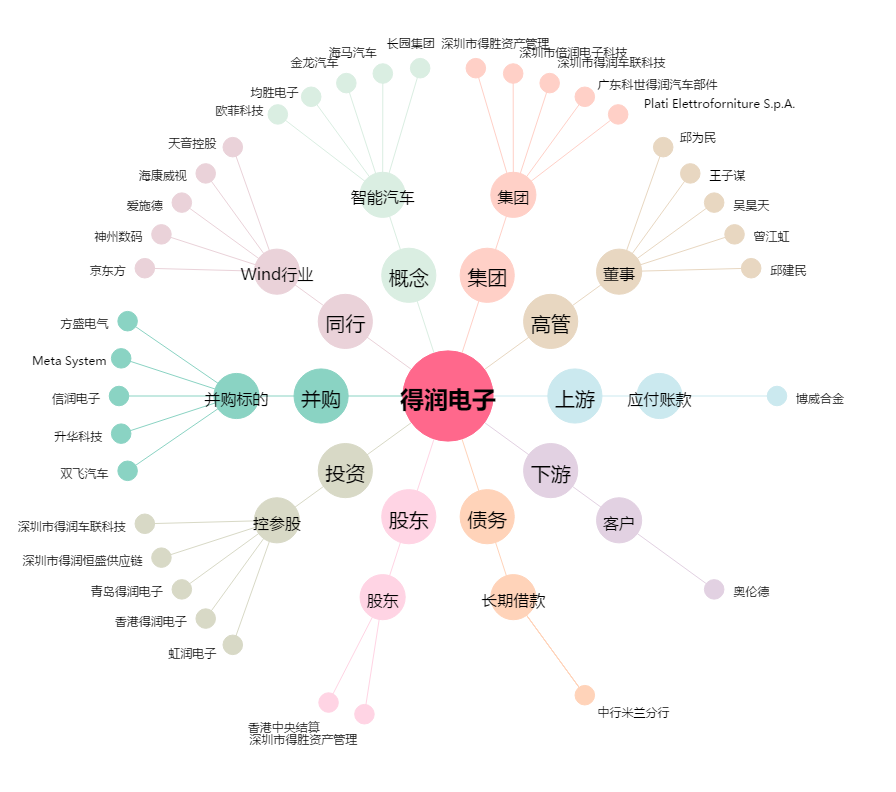 长园集团
深圳市得胜资产管理
海马汽车
深圳市倍润电子科技
金龙汽车
深圳市得润车联科技
均胜电子
广东科世得润汽车部件
欧菲科技
Plati Elettroforniture S.p.A.
天音控股
邱为民
海康威视
王子谋
智能汽车
集团
爱施德
吴昊天
神州数码
曾江虹
京东方
Wind行业
概念
集团
董事
邱建民
方盛电气
同行
高管
Meta System
信润电子
并购标的
并购
得润电子
上游
应付账款
博威合金
升华科技
双飞汽车
投资
下游
深圳市得润车联科技
控参股
股东
债务
客户
深圳市得润恒盛供应链
青岛得润电子
奥伦德
股东
长期借款
香港得润电子
虹润电子
中行米兰分行
香港中央结算
深圳市得胜资产管理